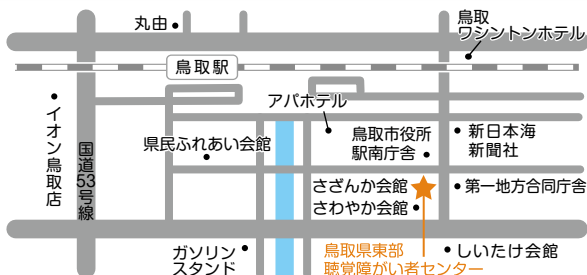 丸由
鳥取
ワシントンホテル
鳥取駅
アパホテル
イオン鳥取店
国道53号線
県民ふれあい会館
鳥取市役所
駅南庁舎
新日本海
新聞社
さざんか会館
第一地方合同庁舎
さわやか会館
ガソリン
スタンド
鳥取県東部
聴覚障がい者センター
しいたけ会館